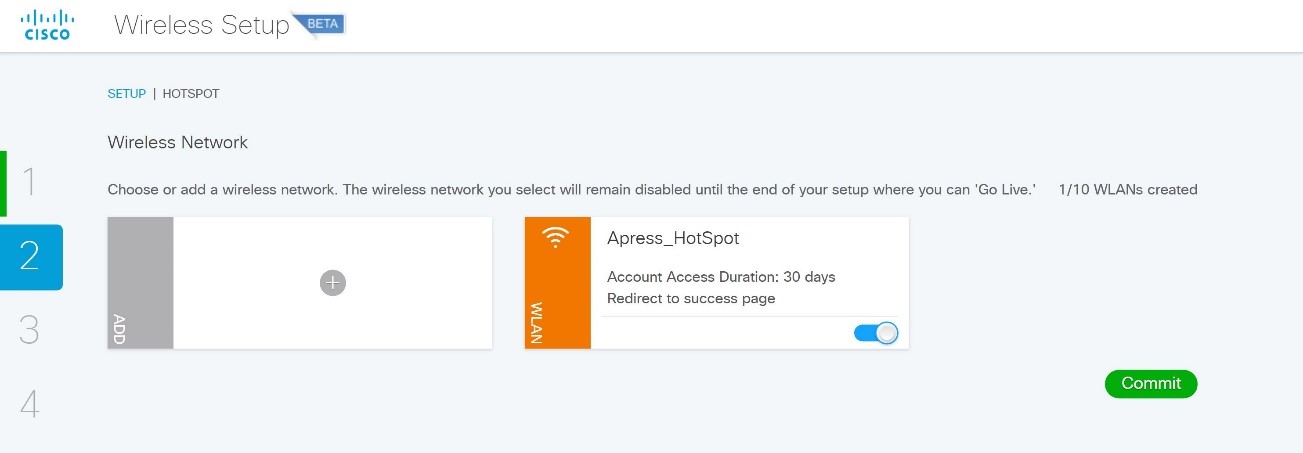 CISCO
Wireless Setup BETA
SETUP | HOTSPOT
Wireless Network
1
Choose or add a wireless network. The wireless network you select will remain disabled until the end of your setup where you can 'Go Live.' 1/10 WLANs created
2
ADD
WLAN
Apress_HotSpot
Account Access Duration: 30 days
Redirect to success page
3
Commit
4